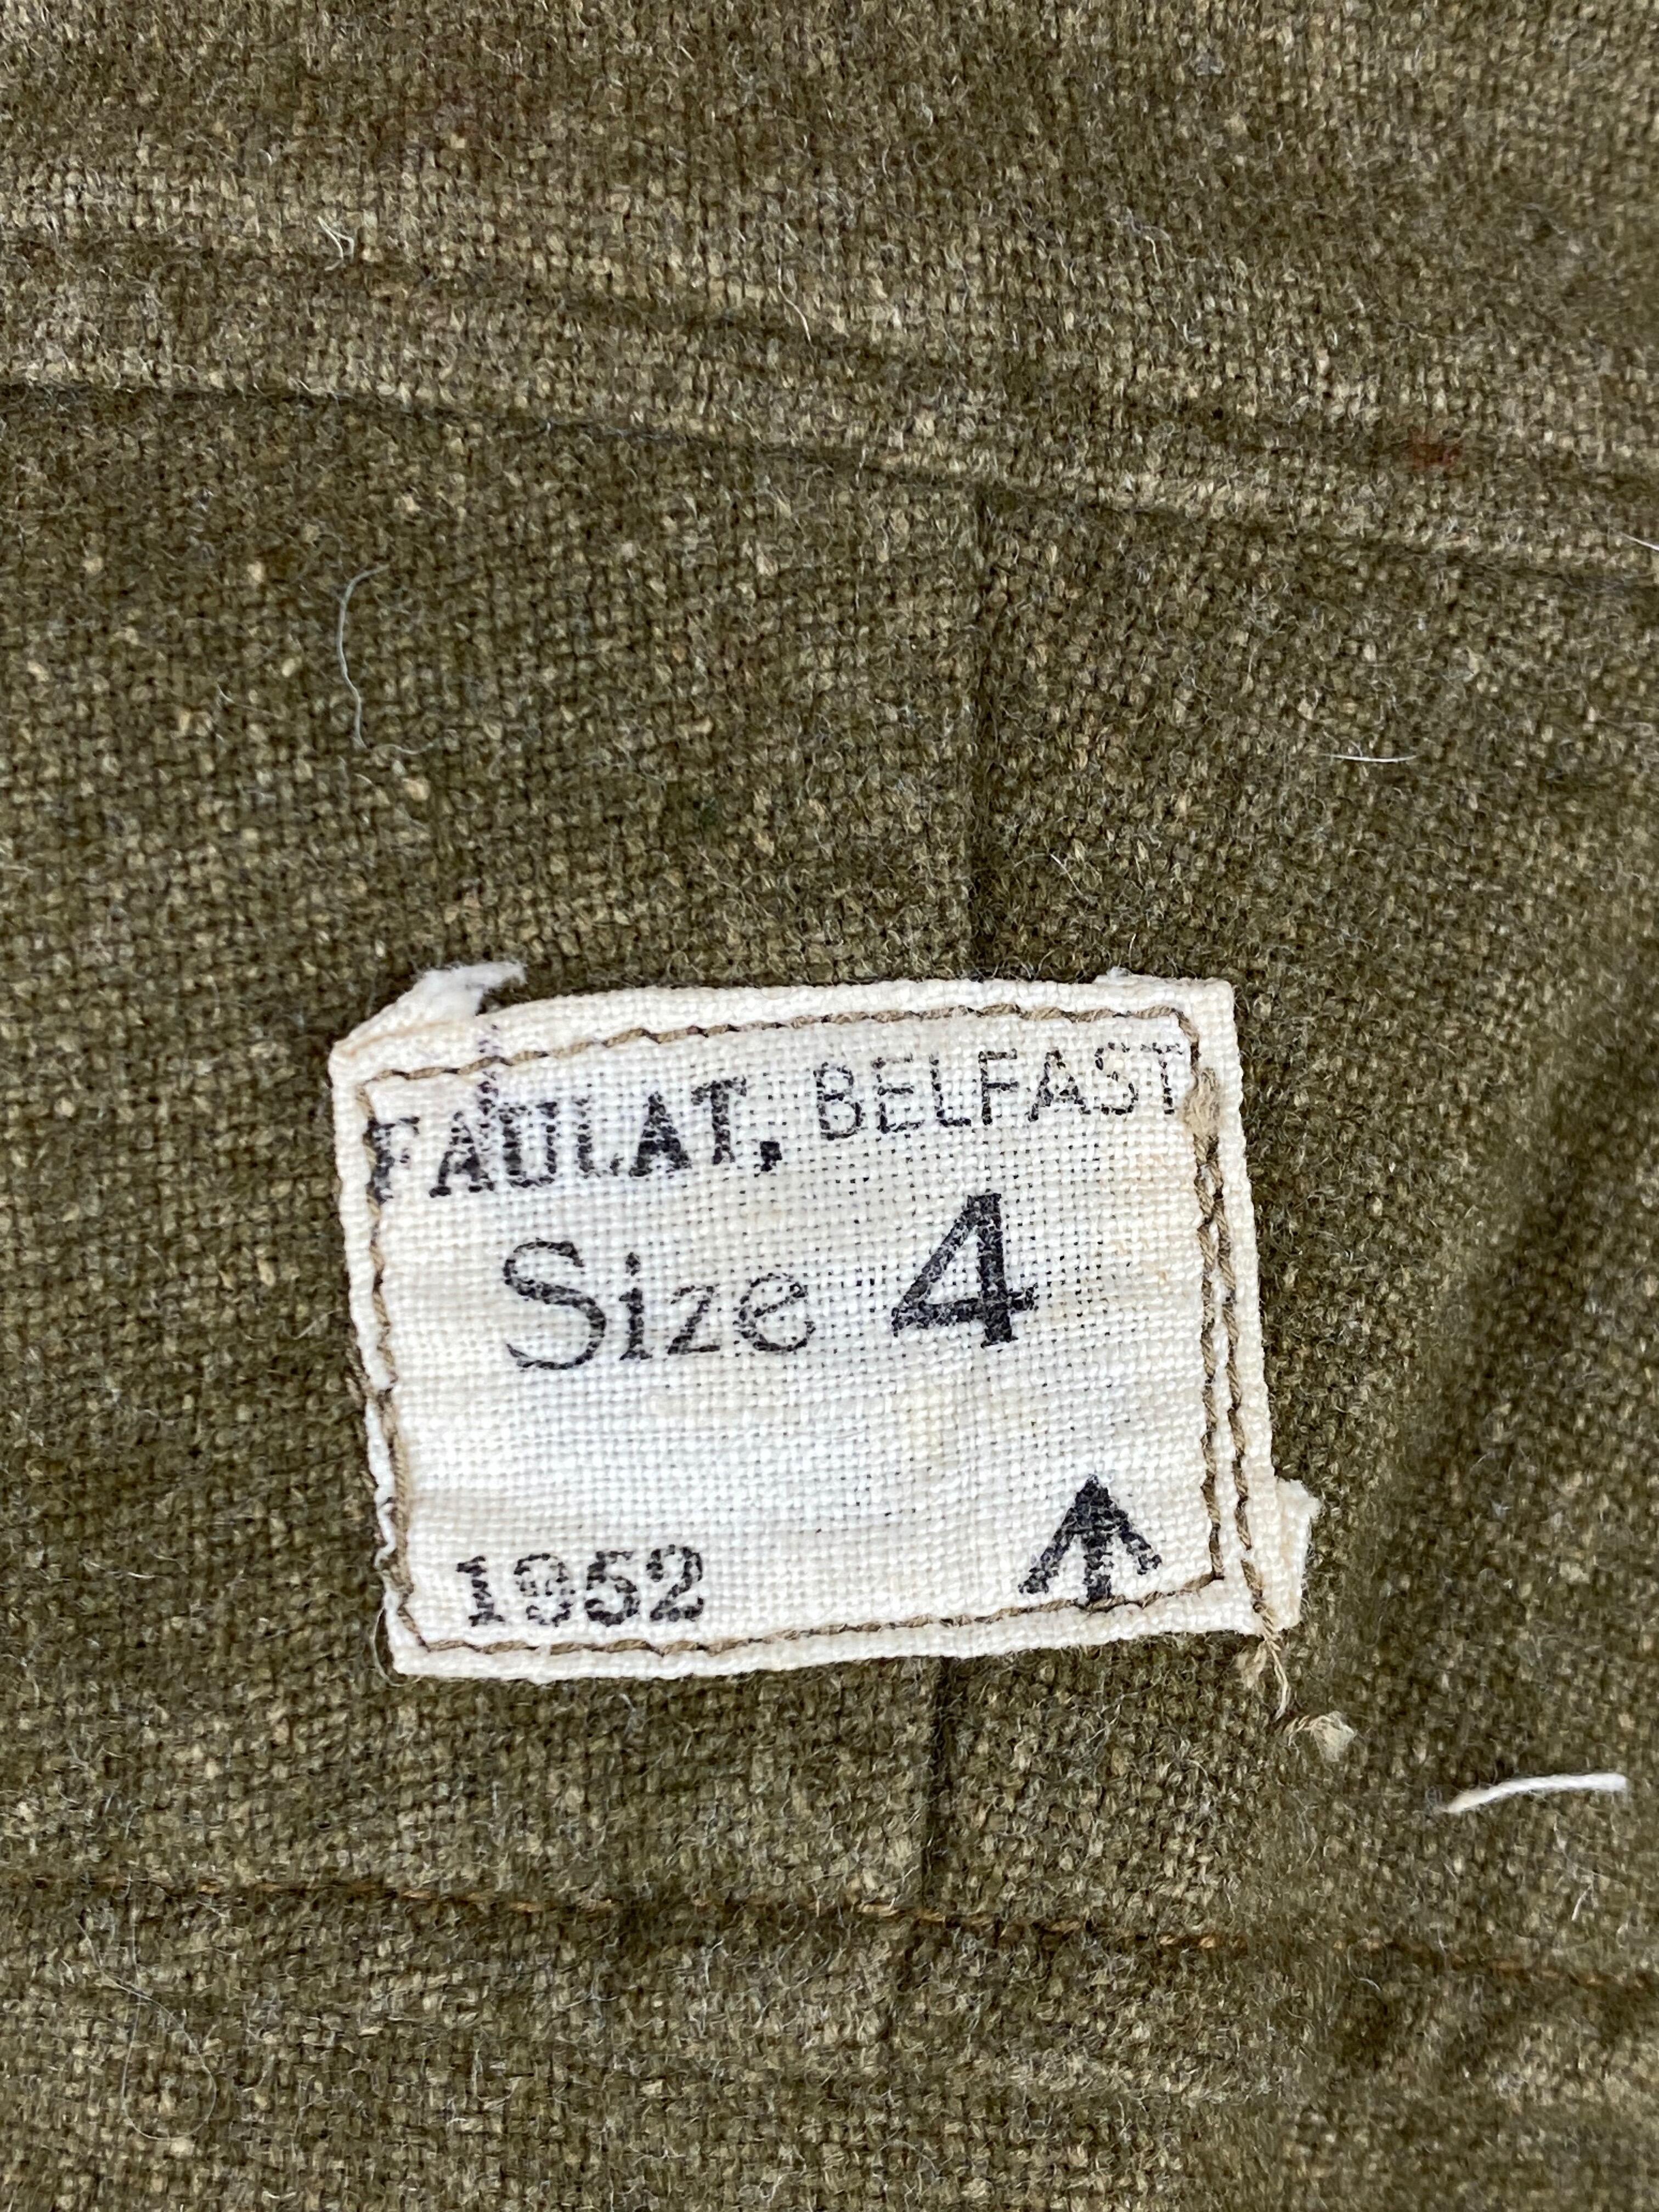 FAULAT, BELFAST
Size 4
1952